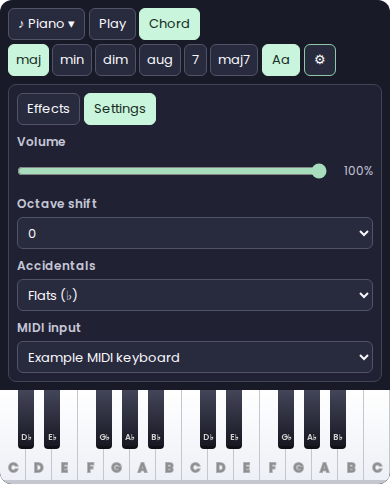 ♪ Piano ▾ Play Chord
maj min dim aug 7 maj7 Aa ⚙
Effects Settings
Volume
100%
Octave shift
0
Accidentals
Flats (♭)
MIDI input
Example MIDI keyboard
D♭ E♭ G♭ A♭ B♭ D♭ E♭ G♭ A♭ B♭
C D E F G A B C D E F G A B C